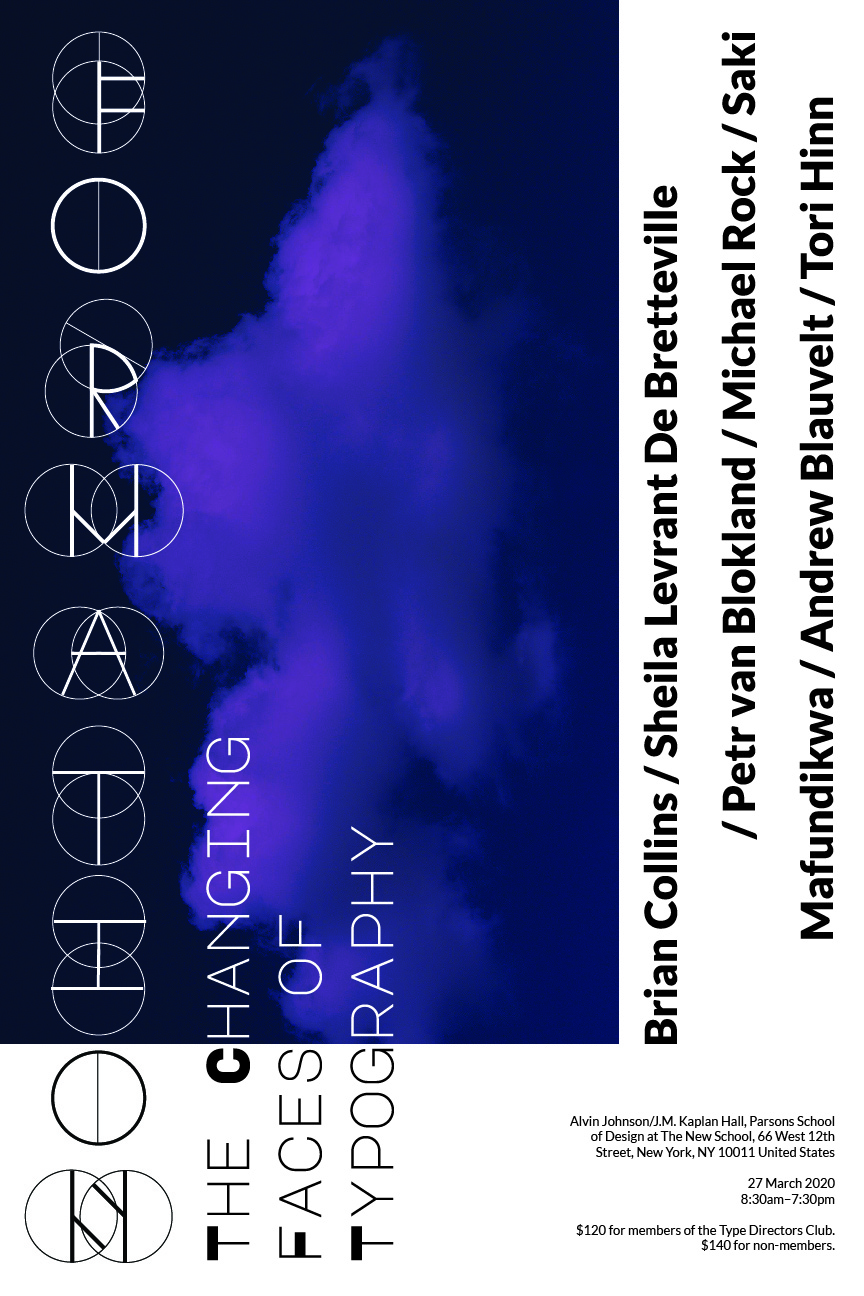 FORMATION
THE CHANGING
FACES OF
TYPOGRAPHY
Brian Collins / Sheila Levrant De Bretteville
/ Petr van Blokland / Michael Rock / Saki
Mafundikwa / Andrew Blauvelt / Tori Hinn
Alvin Johnson/J.M. Kaplan Hall, Parsons School
of Design at The New School, 66 West 12th
Street, New York, NY 10011 United States
27 March 2020
8:30am–7:30pm
$120 for members of the Type Directors Club.
$140 for non-members.